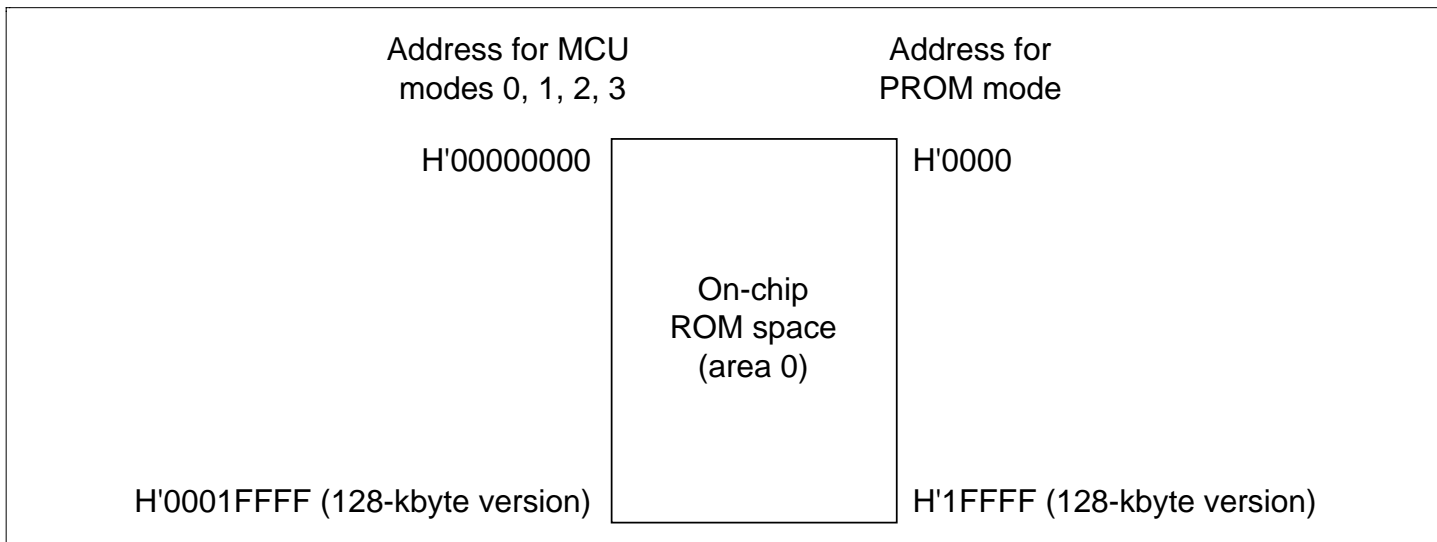 Address for MCU
modes 0, 1, 2, 3
Address for
PROM mode
H'00000000
H'0000
On-chip
ROM space
(area 0)
H'0001FFFF (128-kbyte version)
H'1FFFF (128-kbyte version)